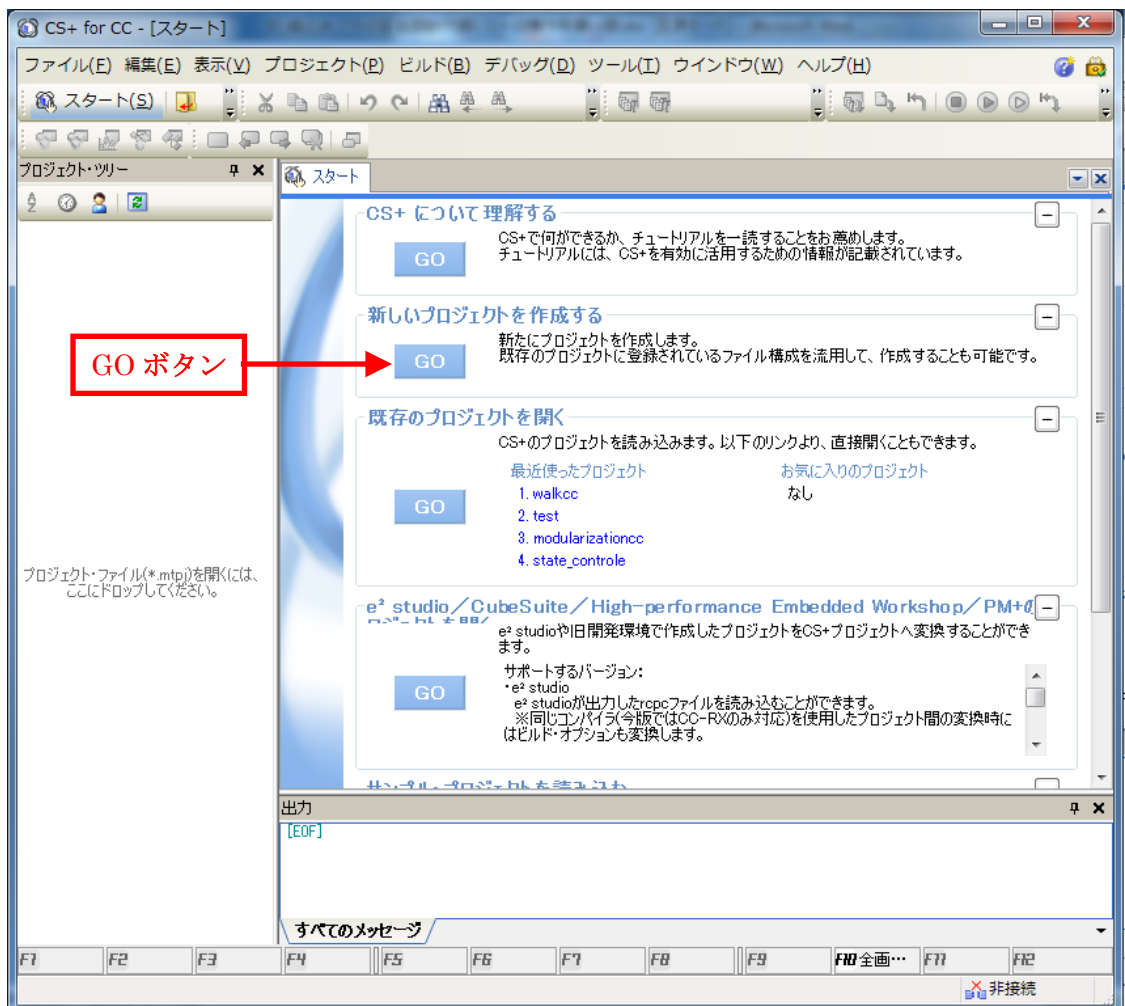 CS+ for CC - [スタート]
ファイル(F) 編集(E) 表示(V) プロジェクト(P) ビルド(B) デバッグ(D) ツール(T) ウインドウ(W) ヘルプ(H)
スタート(S)
プロジェクト・ツリー
スタート
CS+ について理解する
GO
CS+で何ができるか、チュートリアルを一読することをお薦めします。
チュートリアルには、CS+を有効に活用するための情報が記載されています。
新しいプロジェクトを作成する
GO ボタン
GO
新たにプロジェクトを作成します。
既存のプロジェクトに登録されているファイル構成を流用して、作成することも可能です。
既存のプロジェクトを開く
CS+のプロジェクトを読み込みます。以下のリンクより、直接開くこともできます。
最近使ったプロジェクト
お気に入りのプロジェクト
GO
1. walkcc
なし
2. test
3. modularizationcc
4. state_controle
プロジェクト・ファイル(*.mtpj)を開くには、
ここにドロップしてください。
e² studio／CubeSuite／High-performance Embedded Workshop／PM+の
e² studioや旧開発環境で作成したプロジェクトをCS+プロジェクトへ変換することができ
ます。
GO
サポートするバージョン:
・e² studio
e² studioが出力したrcpcファイルを読み込むことができます。
※同じコンパイラ(今版ではCC-RXのみ対応)を使用したプロジェクト間の変換時に
はビルド・オプションも変換します。
サンプル・プロジェクトを読み込む
出力
[EOF]
すべてのメッセージ
F1 F2 F3 F4 F5 F6 F7 F8 F9 F10 全画… F11 F12
非接続